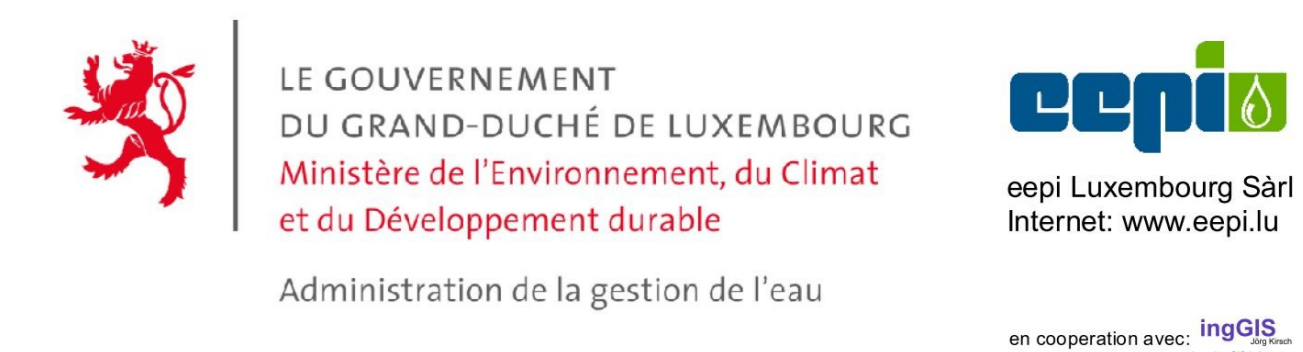 LE GOUVERNEMENT
DU GRAND-DUCHÉ DE LUXEMBOURG
Ministère de l'Environnement, du Climat
et du Développement durable
Administration de la gestion de l'eau
eepi
eepi Luxembourg Sàrl
Internet: www.eepi.lu
en cooperation avec: ingGIS
Jörg Kirsch